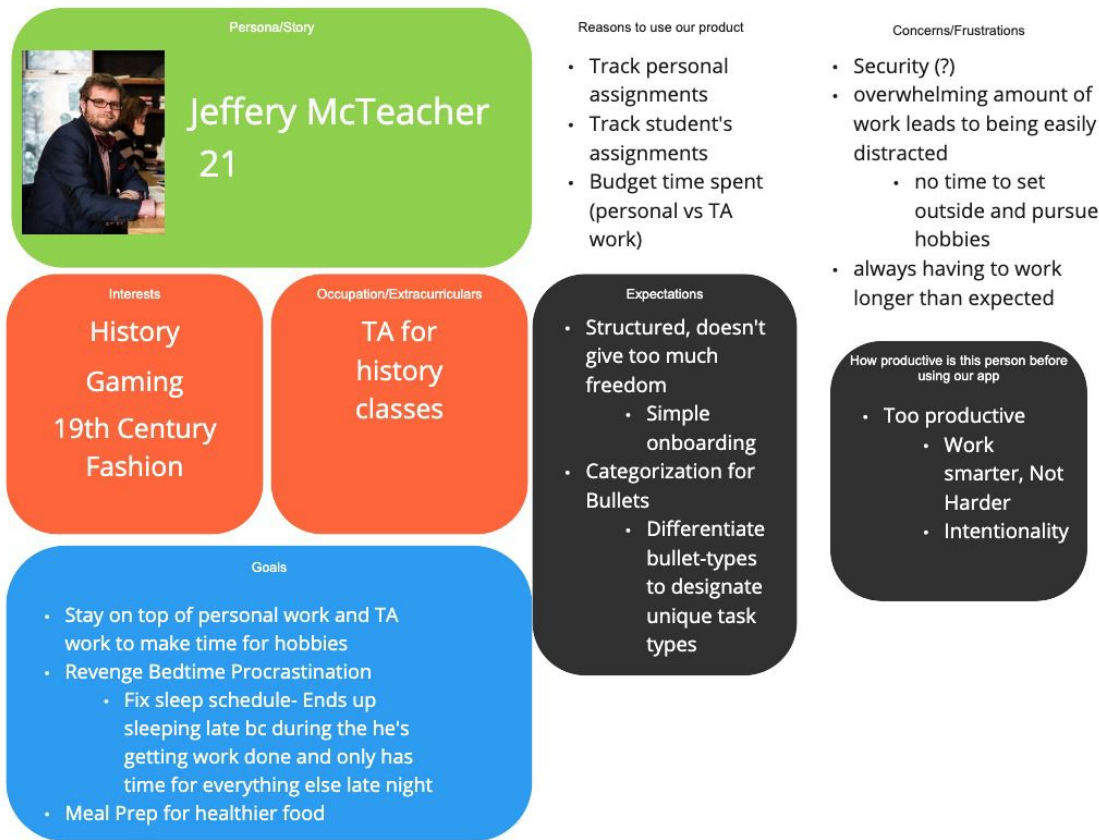 Persona/Story
Jeffery McTeacher
21
Reasons to use our product
• Track personal
assignments
• Track student's
assignments
• Budget time spent
(personal vs TA
work)
Concerns/Frustrations
• Security (?)
• overwhelming amount of
work leads to being easily
distracted
• no time to set
outside and pursue
hobbies
• always having to work
longer than expected
Interests
History
Gaming
19th Century
Fashion
Occupation/Extracurriculars
TA for
history
classes
Expectations
• Structured, doesn't
give too much
freedom
• Simple
onboarding
• Categorization for
Bullets
• Differentiate
bullet-types
to designate
unique task
types
How productive is this person before
using our app
• Too productive
• Work
smarter, Not
Harder
• Intentionality
Goals
• Stay on top of personal work and TA
work to make time for hobbies
• Revenge Bedtime Procrastination
• Fix sleep schedule- Ends up
sleeping late bc during the he's
getting work done and only has
time for everything else late night
• Meal Prep for healthier food